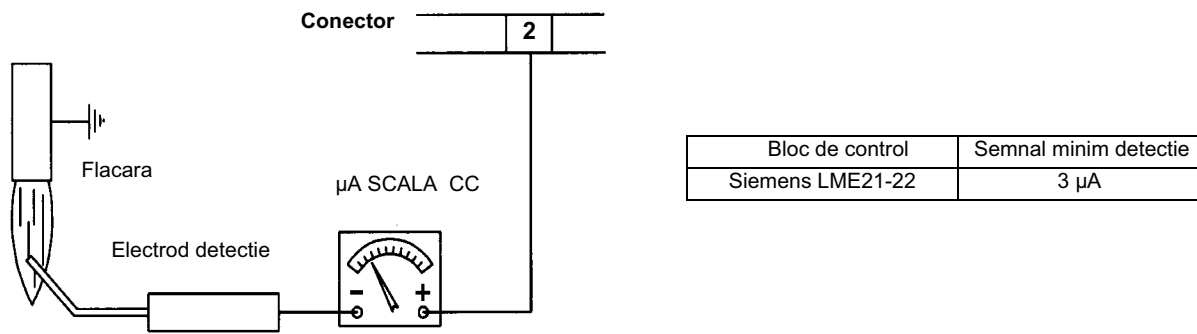 Conector
2
Flacara
µA SCALA CC
Electrod detectie
- +
Bloc de control Semnal minim detectie
Siemens LME21-22 3 µA